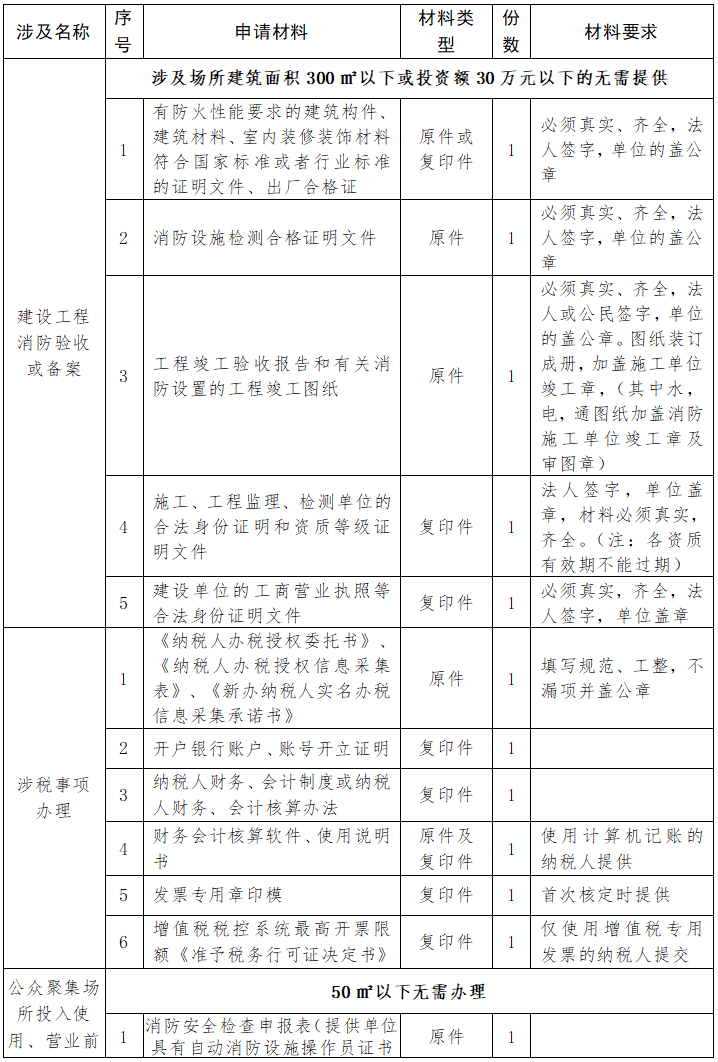 涉及名称
序
号
申请材料
材料类
型
份
数
材料要求
建设工程
消防验收
或备案
涉及场所建筑面积 300 ㎡以下或投资额 30 万元以下的无需提供
1
有防火性能要求的建筑构件、
建筑材料、室内装修装饰材料
符合国家标准或者行业标准
的证明文件、出厂合格证
原件或
复印件
1
必须真实、齐全，法
人签字，单位的盖公
章
2
消防设施检测合格证明文件
原件
1
必须真实、齐全，法
人签字，单位的盖公
章
3
工程竣工验收报告和有关消
防设置的工程竣工图纸
原件
1
必须真实、齐全，法
人或公民签字，单位
的盖公章。图纸装订
成册，加盖施工单位
竣工章，（其中水，
电，通图纸加盖消防
施工单位竣工章及
审图章）
4
施工、工程监理、检测单位的
合法身份证明和资质等级证
明文件
复印件
1
法人签字，单位盖
章，材料必须真实，
齐全。（注：各资质
有效期不能过期）
5
建设单位的工商营业执照等
合法身份证明文件
复印件
1
必须真实，齐全，法
人签字，单位盖章
涉税事项
办理
1
《纳税人办税授权委托书》、
《纳税人办税授权信息采集
表》、《新办纳税人实名办税
信息采集承诺书》
原件
1
填写规范、工整，不
漏项并盖公章
2
开户银行账户、账号开立证明
复印件
1
3
纳税人财务、会计制度或纳税
人财务、会计核算办法
复印件
1
4
财务会计核算软件、使用说明
书
原件及
复印件
1
使用计算机记账的
纳税人提供
5
发票专用章印模
复印件
1
首次核定时提供
6
增值税税控系统最高开票限
额《准予税务行可证决定书》
复印件
1
仅使用增值税专用
发票的纳税人提交
公众聚集场
所投入使
用、营业前
50 ㎡以下无需办理
1
消防安全检查申报表（提供单位
具有自动消防设施操作员证书
原件
1